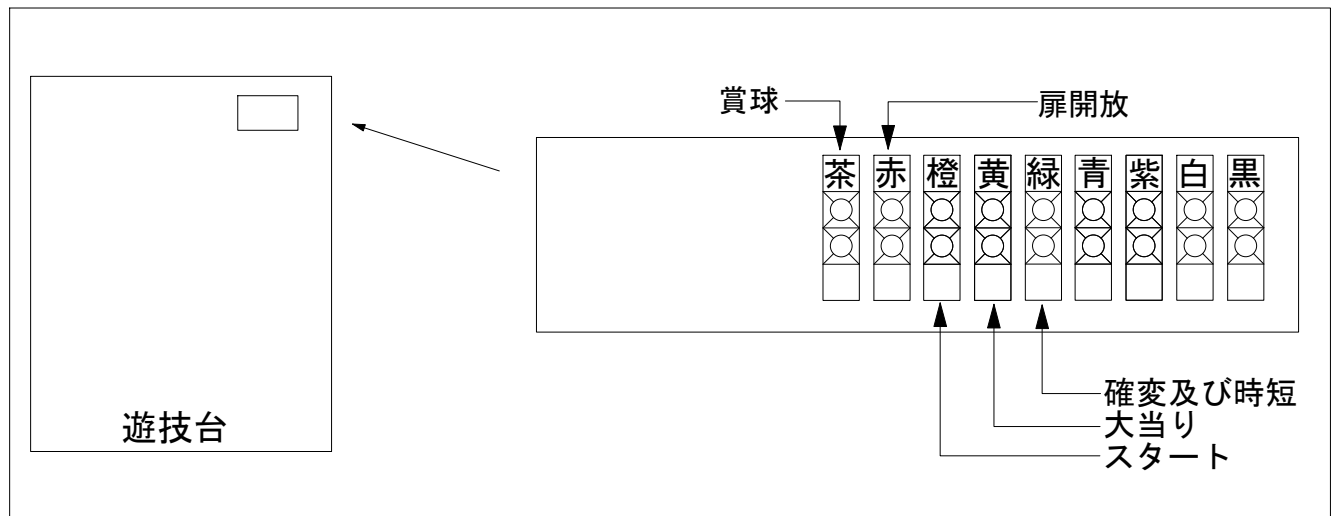 賞球
扉開放
茶 赤 橙 黄 緑 青 紫 白 黒
確変及び時短
大当り
スタート
遊技台